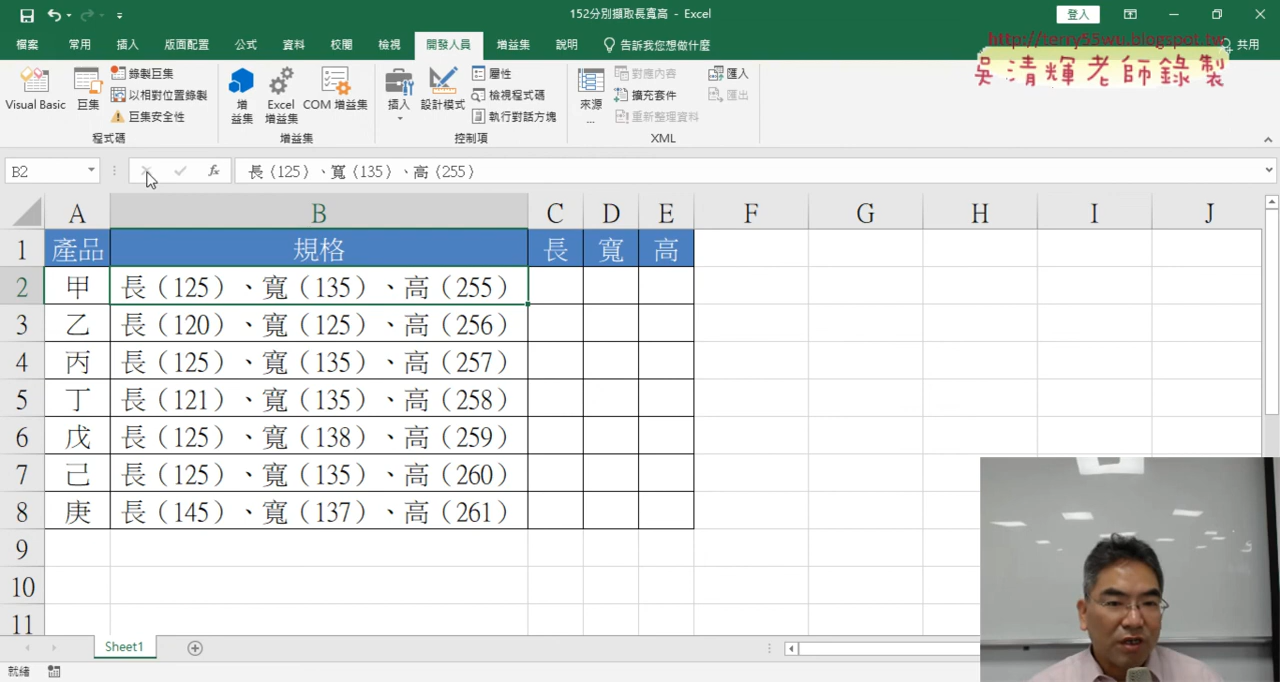 152分別擷取長寬高 - Excel
登入
檔案 常用 插入 版面配置 公式 資料 校閱 檢視 開發人員 增益集 說明 告訴我您想做什麼 共用
http://terry55wu.blogspot.tw
吳清輝老師錄製
Visual Basic 巨集 錄製巨集 以相對位置錄製 巨集安全性
程式碼
增益集 Excel 增益集 COM 增益集
增益集
插入 設計模式 屬性 檢視程式碼 執行對話方塊
控制項
來源... 對應內容 擴充套件 重新整理資料 匯入 匯出
XML
B2 fx 長（125）、寬（135）、高（255）
A B C D E F G H I J
1 產品 規格 長 寬 高
2 甲 長（125）、寬（135）、高（255）
3 乙 長（120）、寬（125）、高（256）
4 丙 長（125）、寬（135）、高（257）
5 丁 長（121）、寬（135）、高（258）
6 戊 長（125）、寬（138）、高（259）
7 己 長（125）、寬（135）、高（260）
8 庚 長（145）、寬（137）、高（261）
9
10
11
Sheet1
就緒